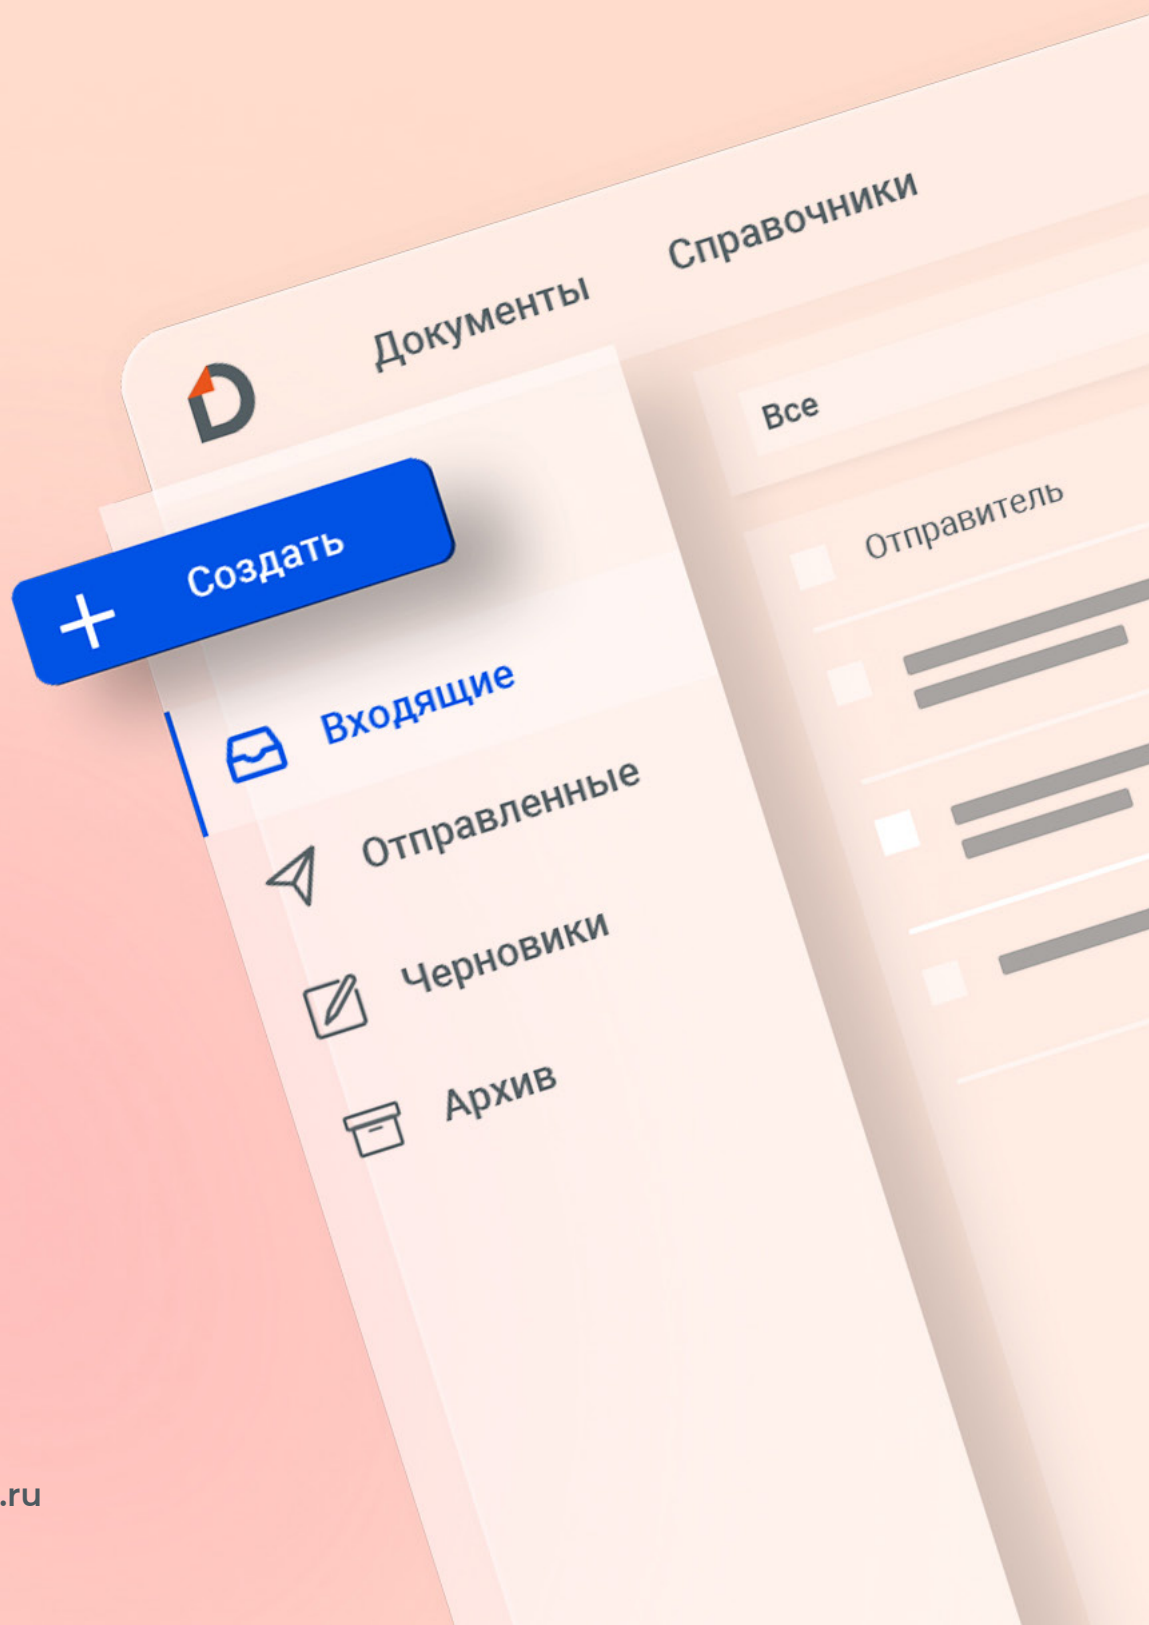 Документы
Справочники
Все
Создать
Отправитель
Входящие
Отправленные
Черновики
Архив
.ru